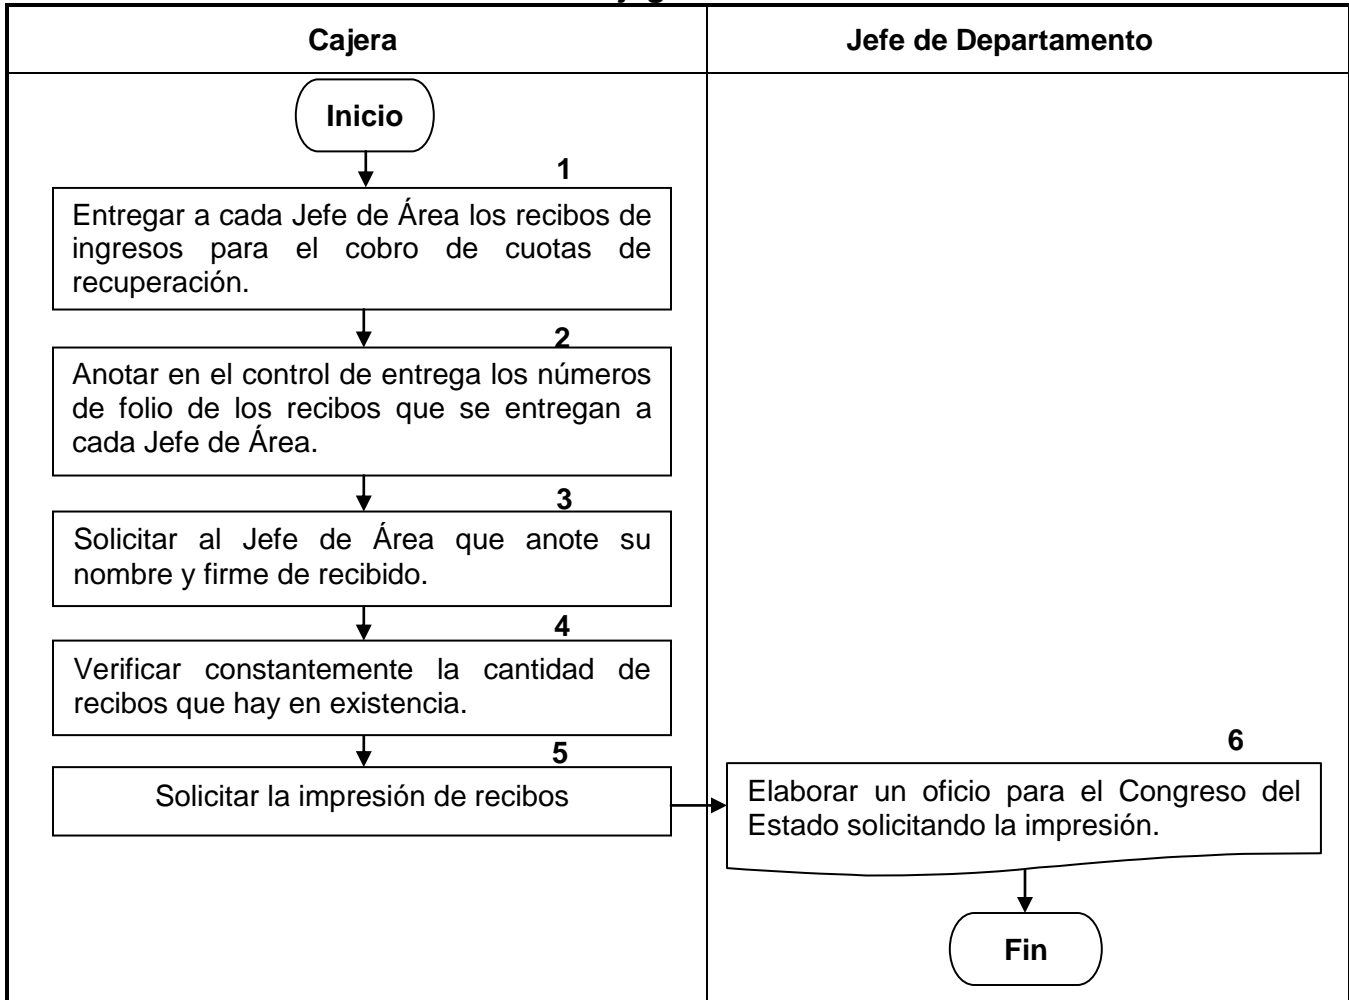 Cajera
Jefe de Departamento
Inicio
1
Entregar a cada Jefe de Área los recibos de
ingresos para el cobro de cuotas de
recuperación.
2
Anotar en el control de entrega los números
de folio de los recibos que se entregan a
cada Jefe de Área.
3
Solicitar al Jefe de Área que anote su
nombre y firme de recibido.
4
Verificar constantemente la cantidad de
recibos que hay en existencia.
5
Solicitar la impresión de recibos
6
Elaborar un oficio para el Congreso del
Estado solicitando la impresión.
Fin